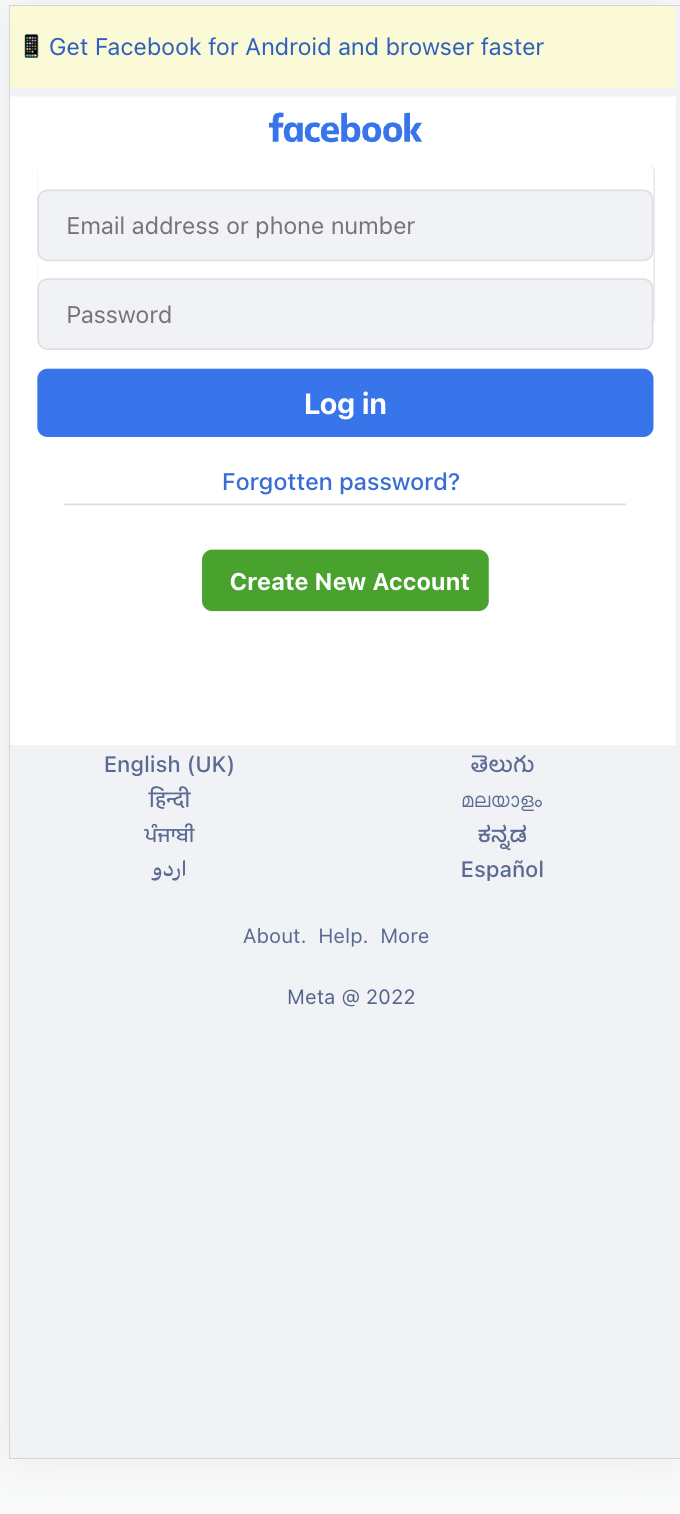 Get Facebook for Android and browser faster
facebook
Email address or phone number
Password
Log in
Forgotten password?
Create New Account
English (UK)
తెలుగు
हिन्दी
മലയാളം
ਪੰਜਾਬੀ
ಕನ್ನಡ
اردو
Español
About. Help. More
Meta @ 2022